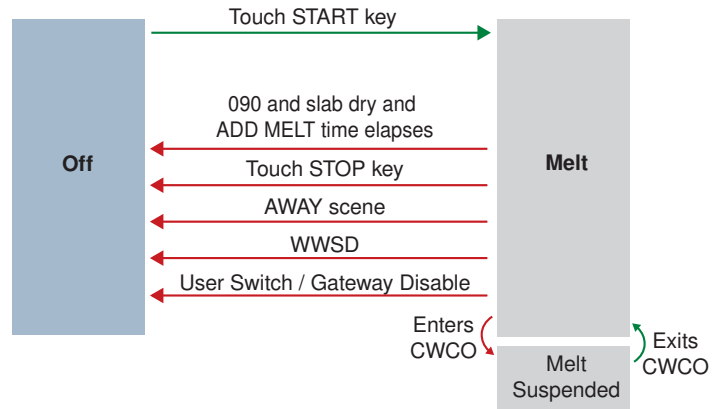 Touch START key
090 and slab dry and
ADD MELT time elapses
Off
Melt
Touch STOP key
AWAY scene
WWSD
User Switch / Gateway Disable
Enters
CWCO
Exits
CWCO
Melt
Suspended